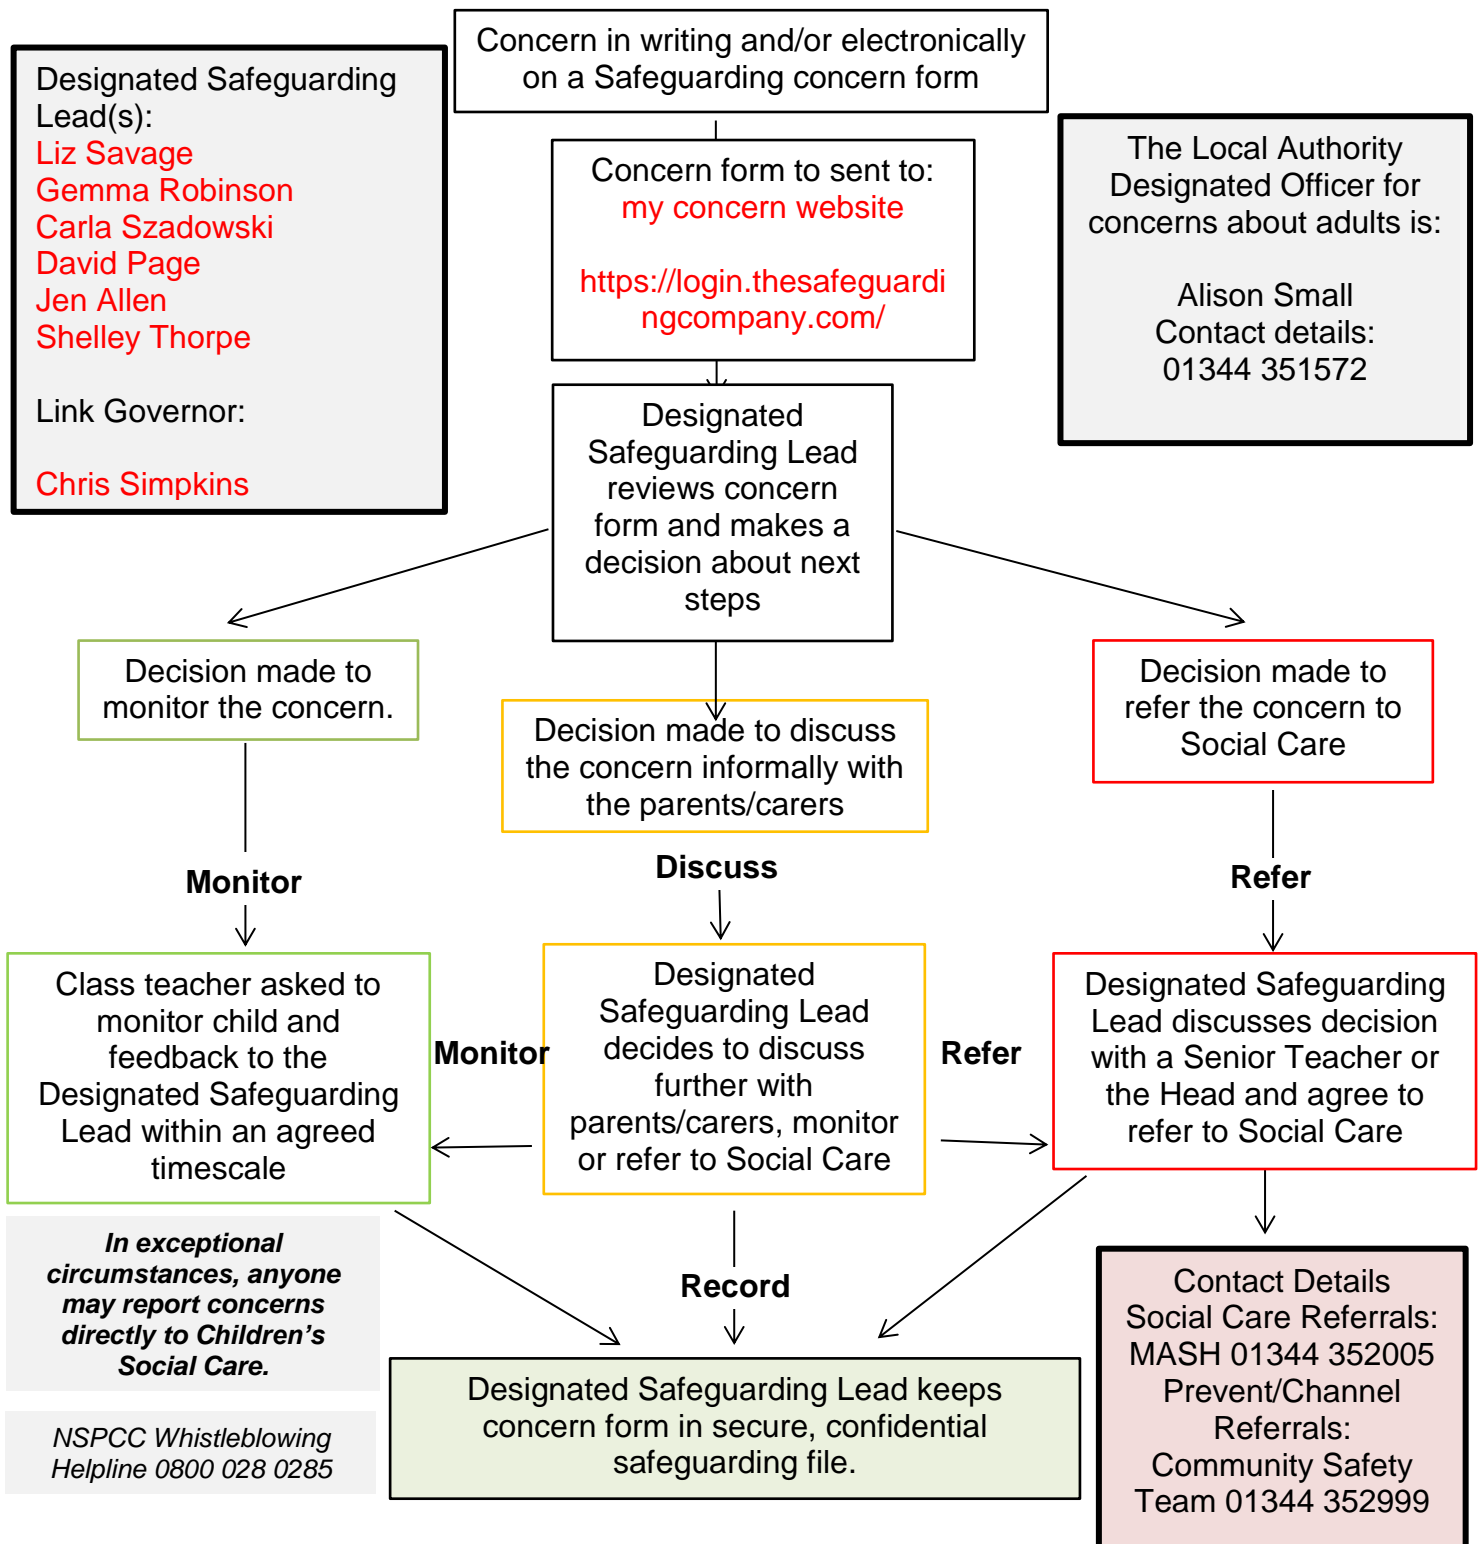 Concern in writing and/or electronically
on a Safeguarding concern form
Designated Safeguarding
Lead(s):
Liz Savage
Gemma Robinson
Carla Szadowski
David Page
Jen Allen
Shelley Thorpe
Link Governor:
Chris Simpkins
Concern form to sent to:
my concern website
https://login.thesafeguardi
ngcompany.com/
The Local Authority
Designated Officer for
concerns about adults is:
Alison Small
Contact details:
01344 351572
Designated
Safeguarding Lead
reviews concern
form and makes a
decision about next
steps
Decision made to
monitor the concern.
Decision made to discuss
the concern informally with
the parents/carers
Decision made to
refer the concern to
Social Care
Monitor
Discuss
Refer
Class teacher asked to
monitor child and
feedback to the
Designated Safeguarding
Lead within an agreed
timescale
Monitor
Designated
Safeguarding Lead
decides to discuss
further with
parents/carers, monitor
or refer to Social Care
Refer
Designated Safeguarding
Lead discusses decision
with a Senior Teacher or
the Head and agree to
refer to Social Care
In exceptional
circumstances, anyone
may report concerns
directly to Children’s
Social Care.
Record
Contact Details
Social Care Referrals:
MASH 01344 352005
Prevent/Channel
Referrals:
Community Safety
Team 01344 352999
Designated Safeguarding Lead keeps
concern form in secure, confidential
safeguarding file.
NSPCC Whistleblowing
Helpline 0800 028 0285